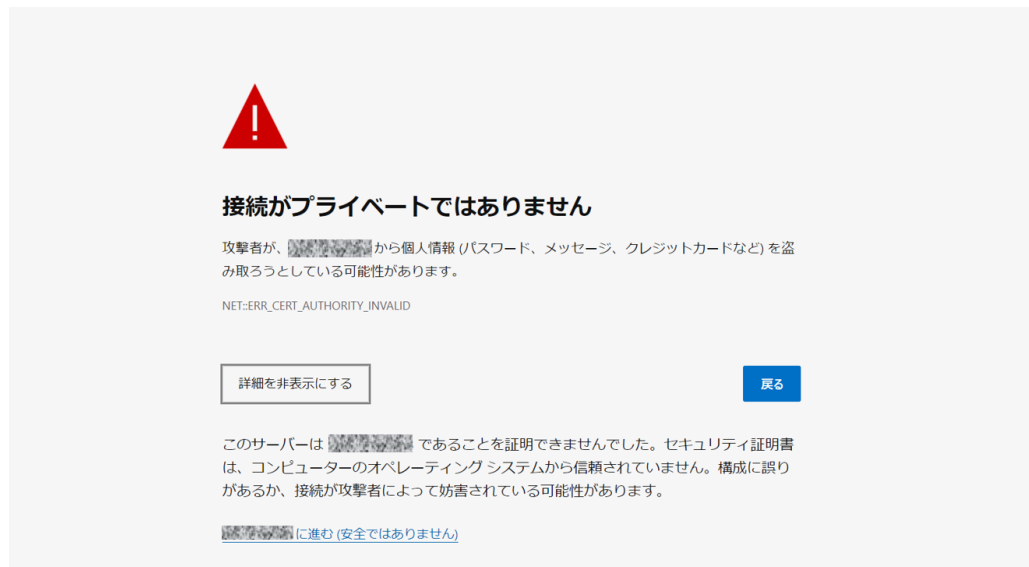 接続がプライベートではありません
攻撃者が、 から個人情報 (パスワード、メッセージ、クレジットカードなど) を盗
み取ろうとしている可能性があります。
NET::ERR_CERT_AUTHORITY_INVALID
詳細を非表示にする
戻る
このサーバーは であることを証明できませんでした。セキュリティ証明書
は、コンピューターのオペレーティング システムから信頼されていません。構成に誤り
があるか、接続が攻撃者によって妨害されている可能性があります。
に進む (安全ではありません)